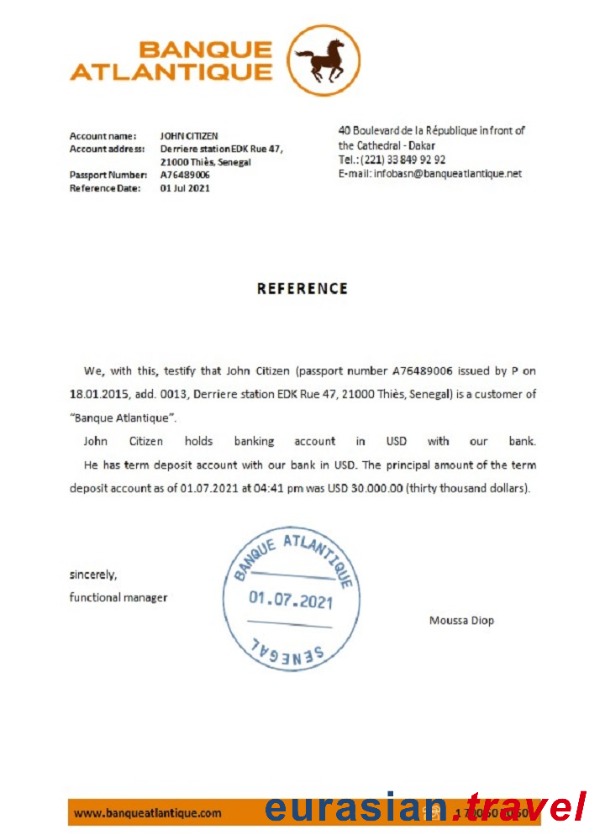 BANQUE
ATLANTIQUE
Account name: JOHN CITIZEN
Account address: Derriere station EDK Rue 47,
21000 Thiès, Senegal
Passport Number: A76489006
Reference Date: 01 Jul 2021
40 Boulevard de la République in front of
the Cathedral - Dakar
Tel.: (221) 33 849 92 92
E-mail: infobasn@banqueatlantique.net
REFERENCE
We, with this, testify that John Citizen (passport number A76489006 issued by P on
18.01.2015, add. 0013, Derriere station EDK Rue 47, 21000 Thiès, Senegal) is a customer of
“Banque Atlantique”.
John Citizen holds banking account in USD with our bank.
He has term deposit account with our bank in USD. The principal amount of the term
deposit account as of 01.07.2021 at 04:41 pm was USD 30.000.00 (thirty thousand dollars).
sincerely,
functional manager
BANQUE ATLANTIQUE
01.07.2021
SENEGAL
Moussa Diop
www.banqueatlantique.com
eurasian.travel